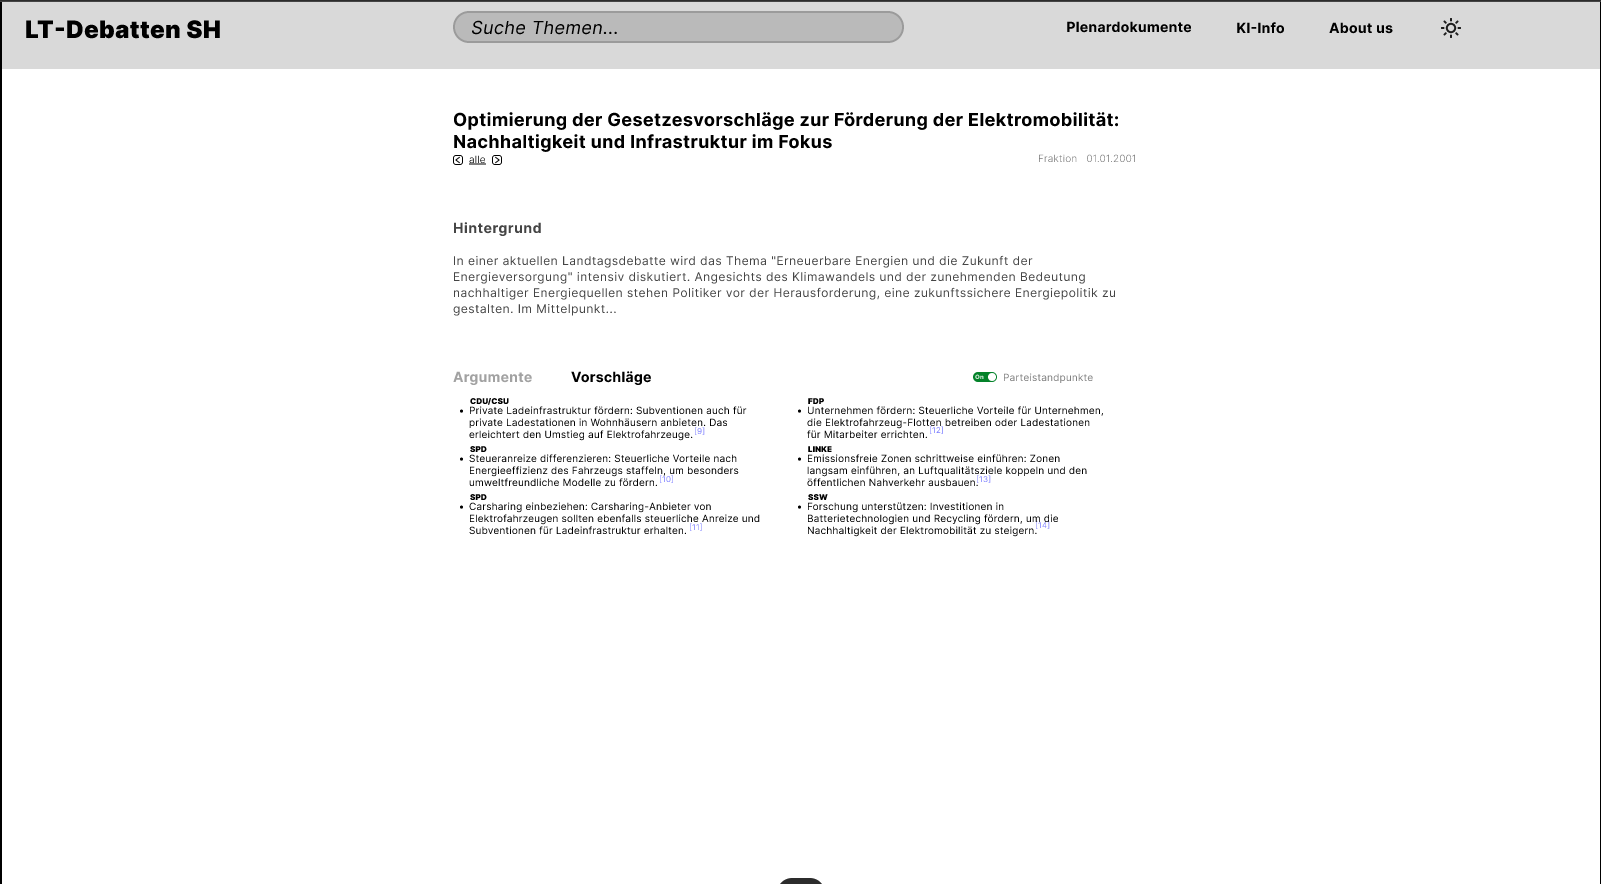 LT-Debatten SH
Suche Themen...
Plenardokumente
KI-Info
About us
Optimierung der Gesetzesvorschläge zur Förderung der Elektromobilität:
Nachhaltigkeit und Infrastruktur im Fokus
alle
Fraktion 01.01.2001
Hintergrund
In einer aktuellen Landtagsdebatte wird das Thema "Erneuerbare Energien und die Zukunft der
Energieversorgung" intensiv diskutiert. Angesichts des Klimawandels und der zunehmenden Bedeutung
nachhaltiger Energiequellen stehen Politiker vor der Herausforderung, eine zukunftssichere Energiepolitik zu
gestalten. Im Mittelpunkt...
Argumente
Vorschläge
On
Parteistandpunkte
CDU/CSU
• Private Ladeinfrastruktur fördern: Subventionen auch für
private Ladestationen in Wohnhäusern anbieten. Das
erleichtert den Umstieg auf Elektrofahrzeuge. [9]
SPD
• Steueranreize differenzieren: Steuerliche Vorteile nach
Energieeffizienz des Fahrzeugs staffeln, um besonders
umweltfreundliche Modelle zu fördern. [10]
SPD
• Carsharing einbeziehen: Carsharing-Anbieter von
Elektrofahrzeugen sollten ebenfalls steuerliche Anreize und
Subventionen für Ladeinfrastruktur erhalten. [11]
FDP
• Unternehmen fördern: Steuerliche Vorteile für Unternehmen,
die Elektrofahrzeug-Flotten betreiben oder Ladestationen
für Mitarbeiter errichten. [12]
LINKE
• Emissionsfreie Zonen schrittweise einführen: Zonen
langsam einführen, an Luftqualitätsziele koppeln und den
öffentlichen Nahverkehr ausbauen.[13]
SSW
• Forschung unterstützen: Investitionen in
Batterietechnologien und Recycling fördern, um die
Nachhaltigkeit der Elektromobilität zu steigern.[14]